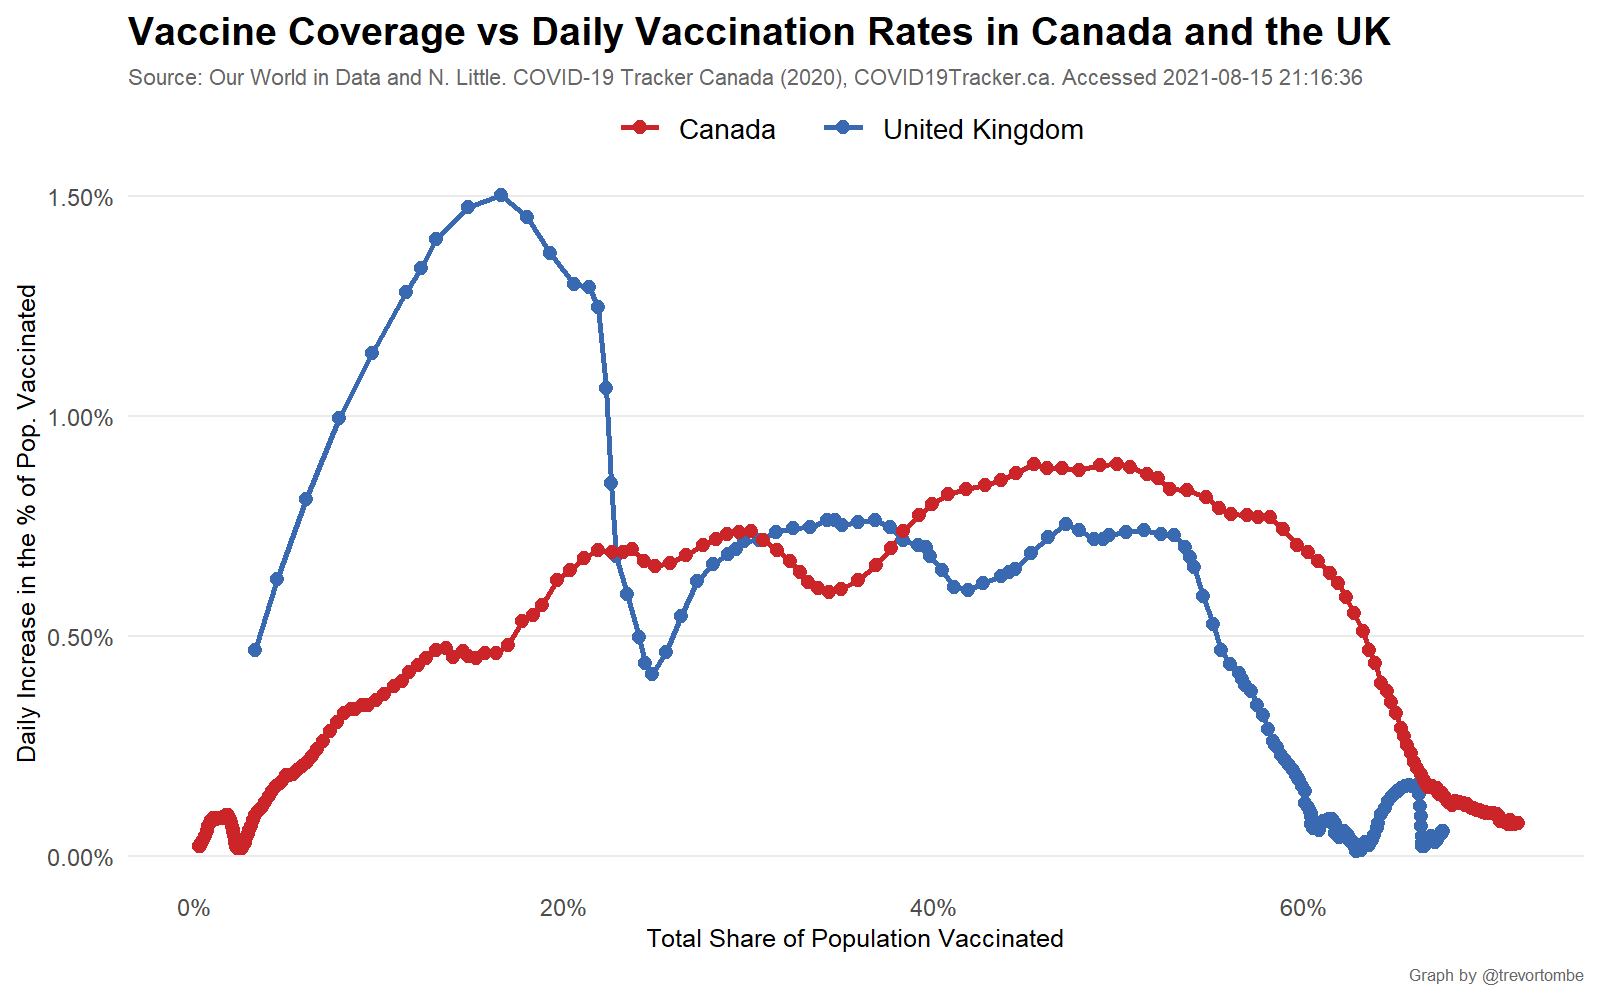 Vaccine Coverage vs Daily Vaccination Rates in Canada and the UK
Source: Our World in Data and N. Little. COVID-19 Tracker Canada (2020), COVID19Tracker.ca. Accessed 2021-08-15 21:16:36
Canada
United Kingdom
Daily Increase in the % of Pop. Vaccinated
1.50%
1.00%
0.50%
0.00%
0%
20%
40%
60%
Total Share of Population Vaccinated
Graph by @trevortombe